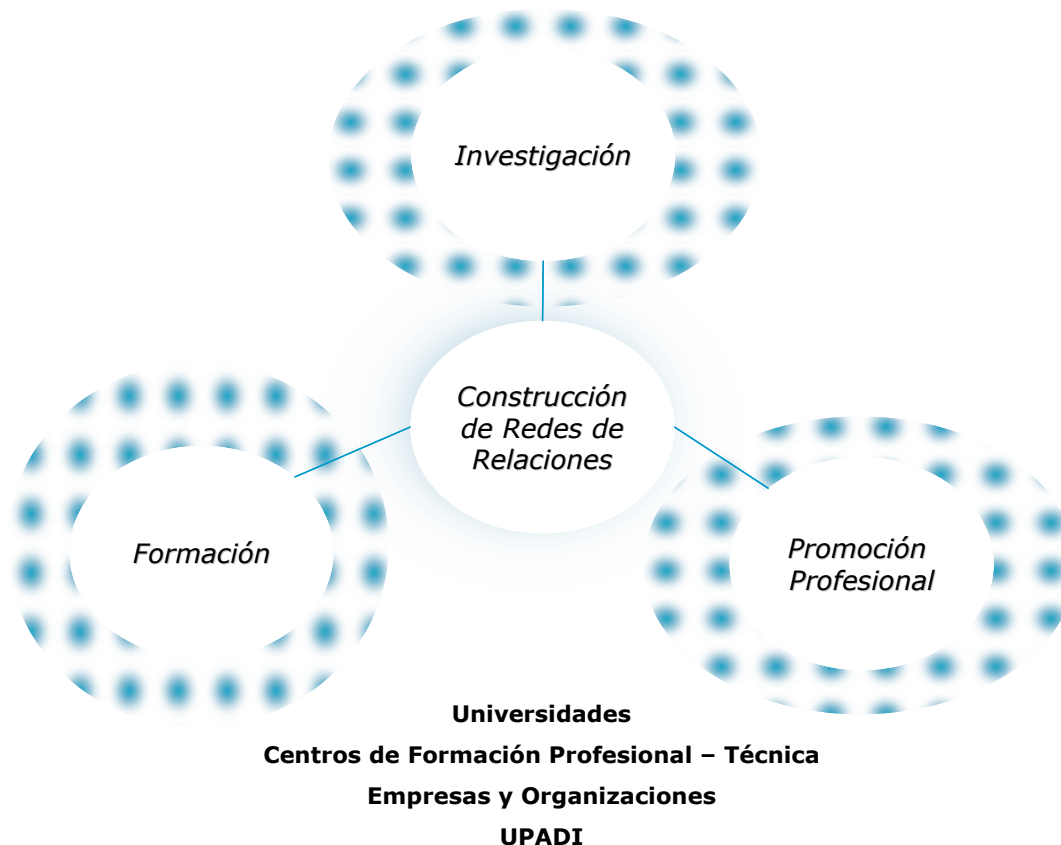 Investigación
Construcción
de Redes de
Relaciones
Formación
Promoción
Profesional
Universidades
Centros de Formación Profesional – Técnica
Empresas y Organizaciones
UPADI